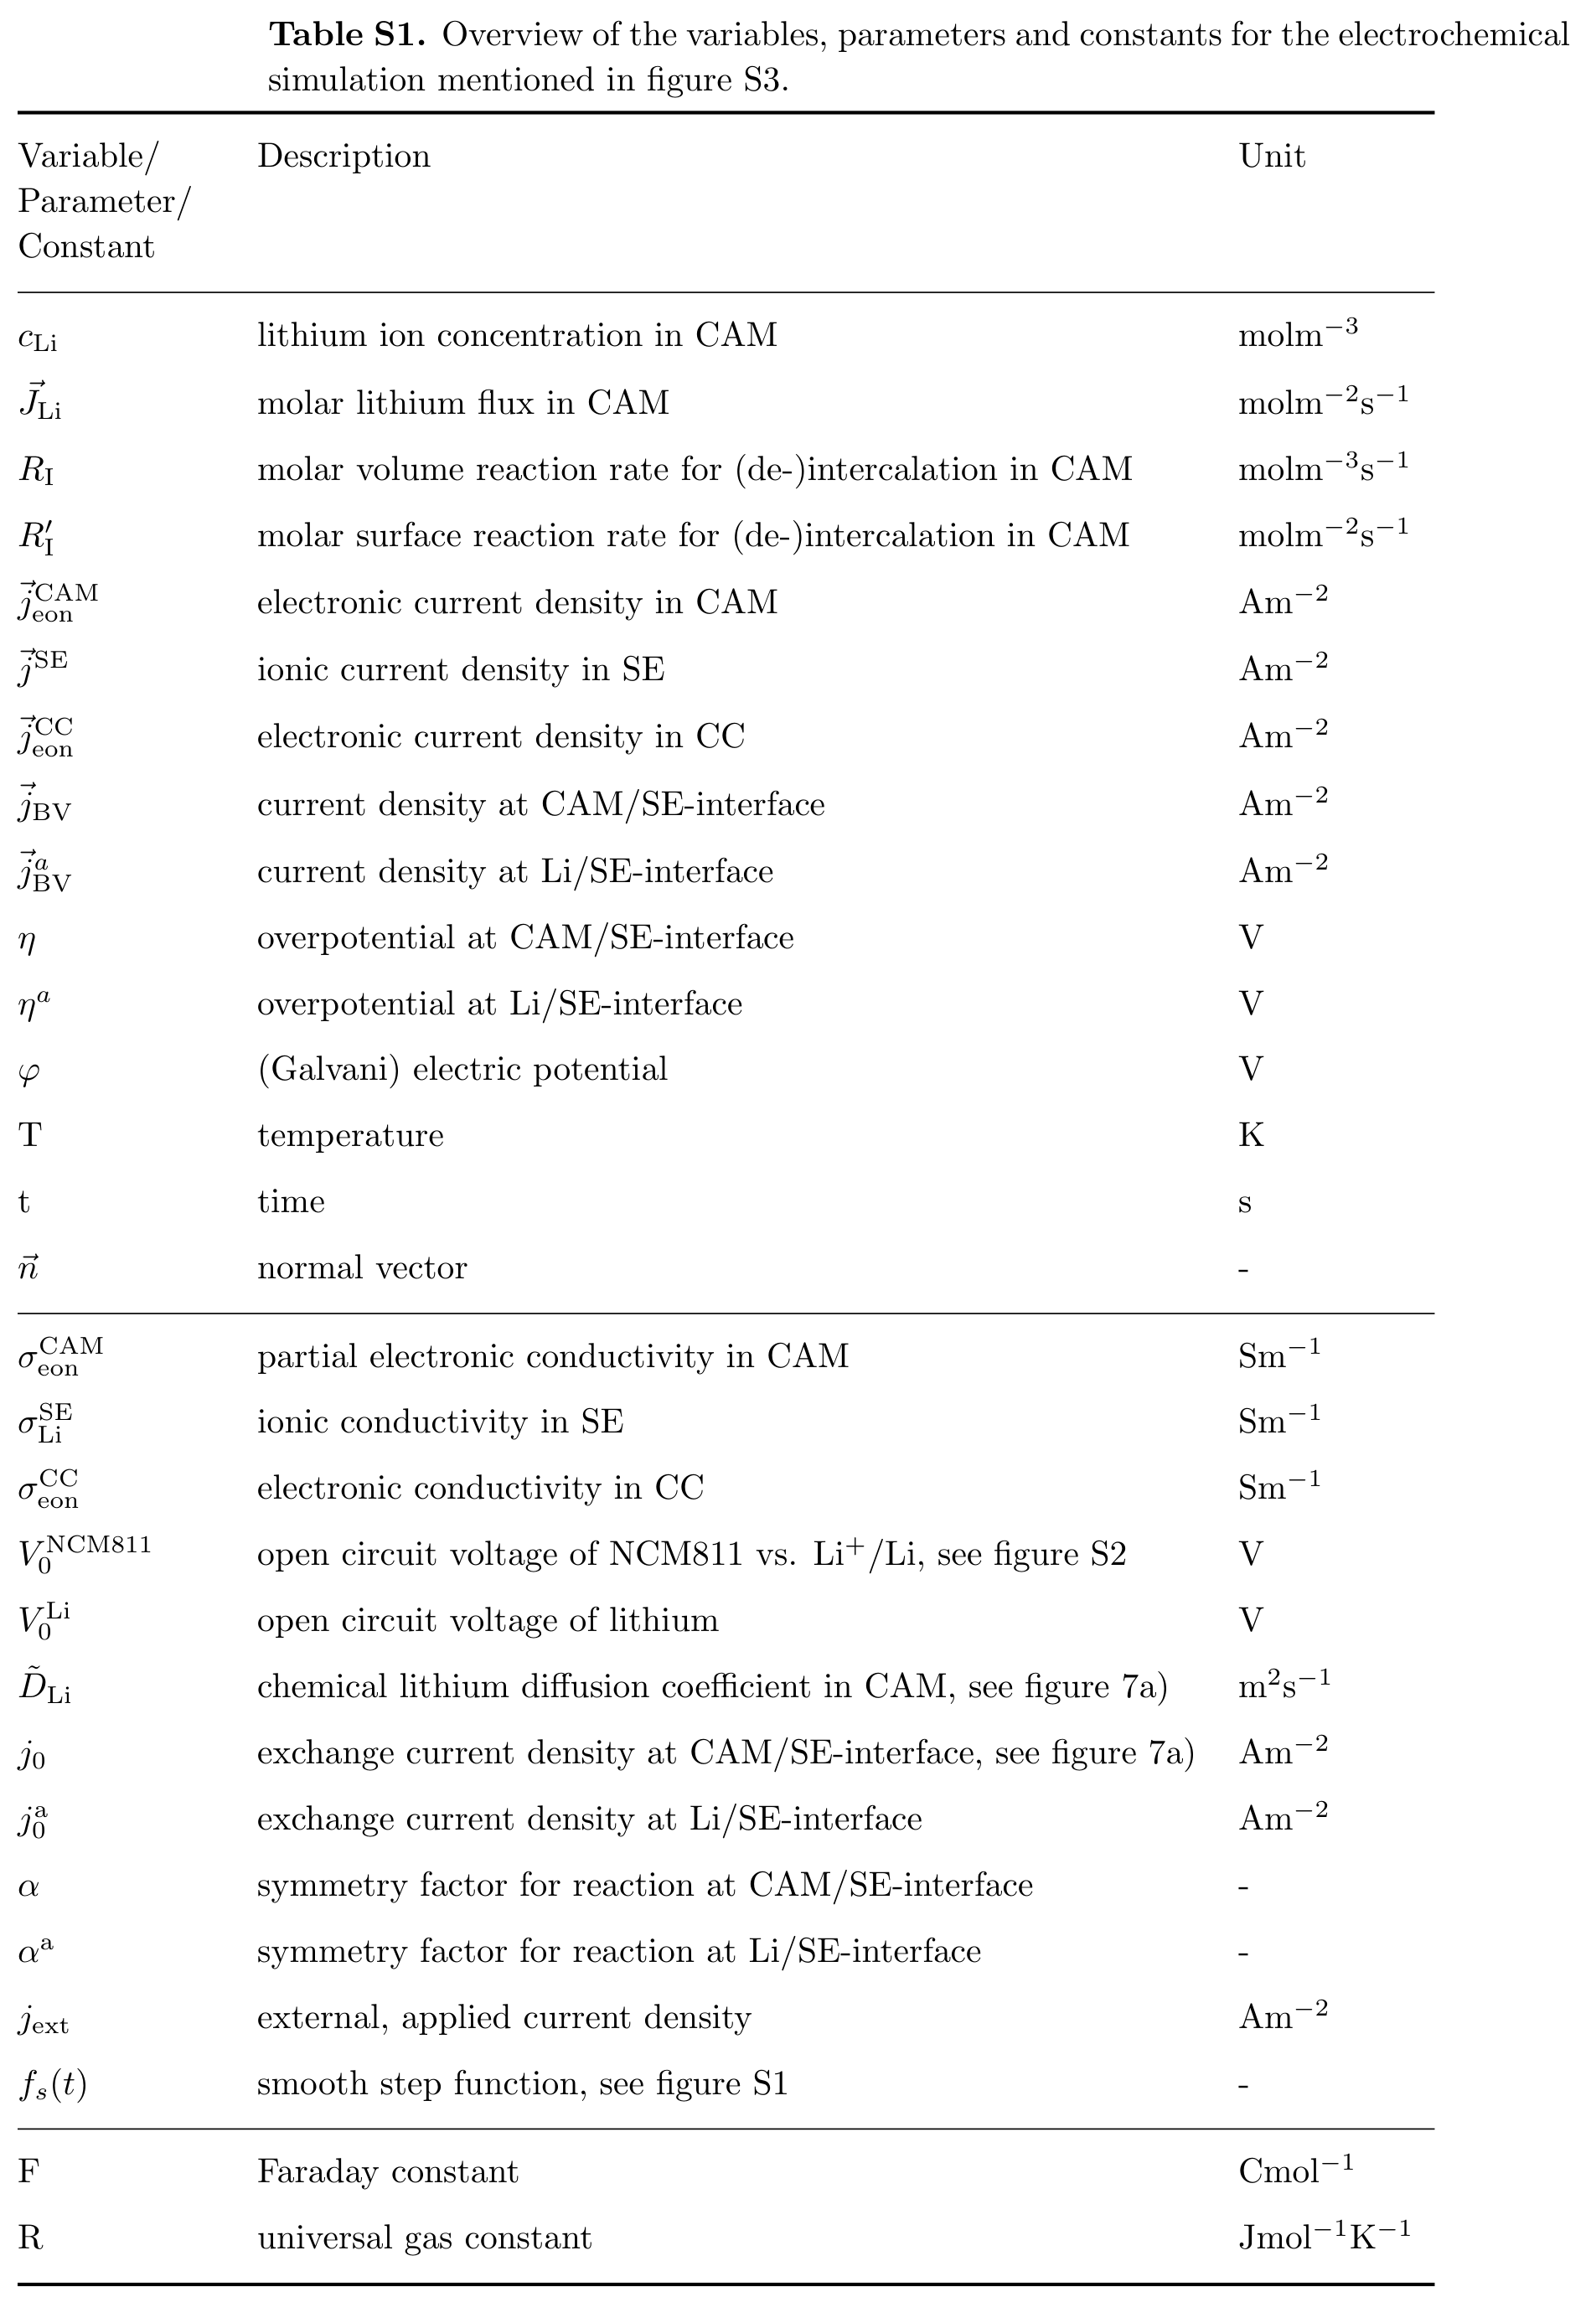 Table S1. Overview of the variables, parameters and constants for the electrochemical
simulation mentioned in figure S3.
Variable/ Description Unit
Parameter/
Constant
c_Li lithium ion concentration in CAM molm⁻³
J⃗_Li molar lithium flux in CAM molm⁻²s⁻¹
R_I molar volume reaction rate for (de-)intercalation in CAM molm⁻³s⁻¹
R′_I molar surface reaction rate for (de-)intercalation in CAM molm⁻²s⁻¹
j⃗_eon^CAM electronic current density in CAM Am⁻²
j⃗^SE ionic current density in SE Am⁻²
j⃗_eon^CC electronic current density in CC Am⁻²
j⃗_BV current density at CAM/SE-interface Am⁻²
j⃗_BV^a current density at Li/SE-interface Am⁻²
η overpotential at CAM/SE-interface V
η^a overpotential at Li/SE-interface V
φ (Galvani) electric potential V
T temperature K
t time s
n⃗ normal vector -
σ_eon^CAM partial electronic conductivity in CAM Sm⁻¹
σ_Li^SE ionic conductivity in SE Sm⁻¹
σ_eon^CC electronic conductivity in CC Sm⁻¹
V_0^NCM811 open circuit voltage of NCM811 vs. Li⁺/Li, see figure S2 V
V_0^Li open circuit voltage of lithium V
D̃_Li chemical lithium diffusion coefficient in CAM, see figure 7a) m²s⁻¹
j_0 exchange current density at CAM/SE-interface, see figure 7a) Am⁻²
j_0^a exchange current density at Li/SE-interface Am⁻²
α symmetry factor for reaction at CAM/SE-interface -
α^a symmetry factor for reaction at Li/SE-interface -
j_ext external, applied current density Am⁻²
f_s(t) smooth step function, see figure S1 -
F Faraday constant Cmol⁻¹
R universal gas constant Jmol⁻¹K⁻¹